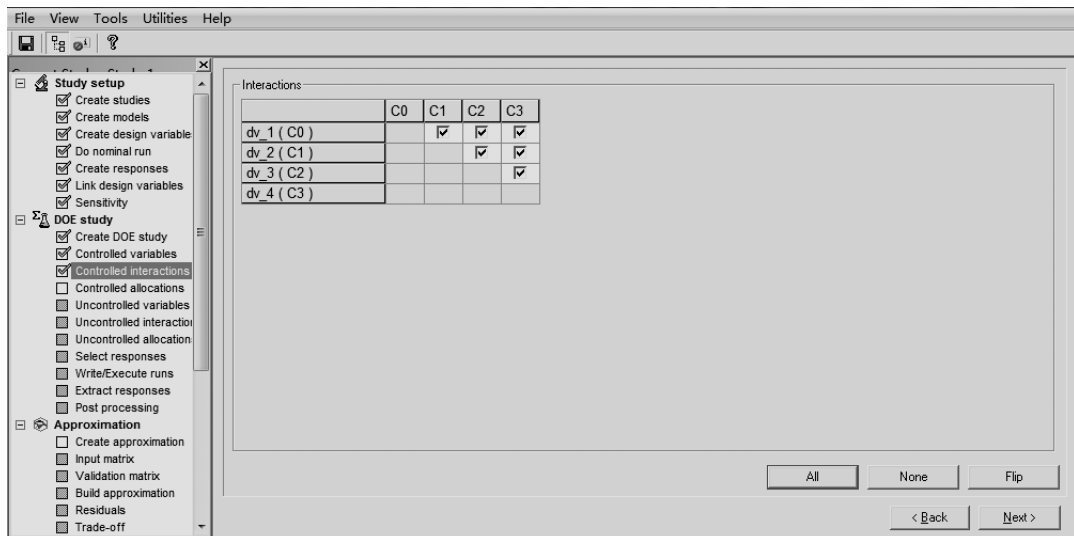 File View Tools Utilities Help
Study setup
Create studies
Create models
Create design variable
Do nominal run
Create responses
Link design variables
Sensitivity
DOE study
Create DOE study
Controlled variables
Controlled interactions
Controlled allocations
Uncontrolled variables
Uncontrolled interaction
Uncontrolled allocation
Select responses
Write/Execute runs
Extract responses
Post processing
Approximation
Create approximation
Input matrix
Validation matrix
Build approximation
Residuals
Trade-off
Interactions
C0 C1 C2 C3
dv_1 ( C0 )
dv_2 ( C1 )
dv_3 ( C2 )
dv_4 ( C3 )
All None Flip
< Back Next >